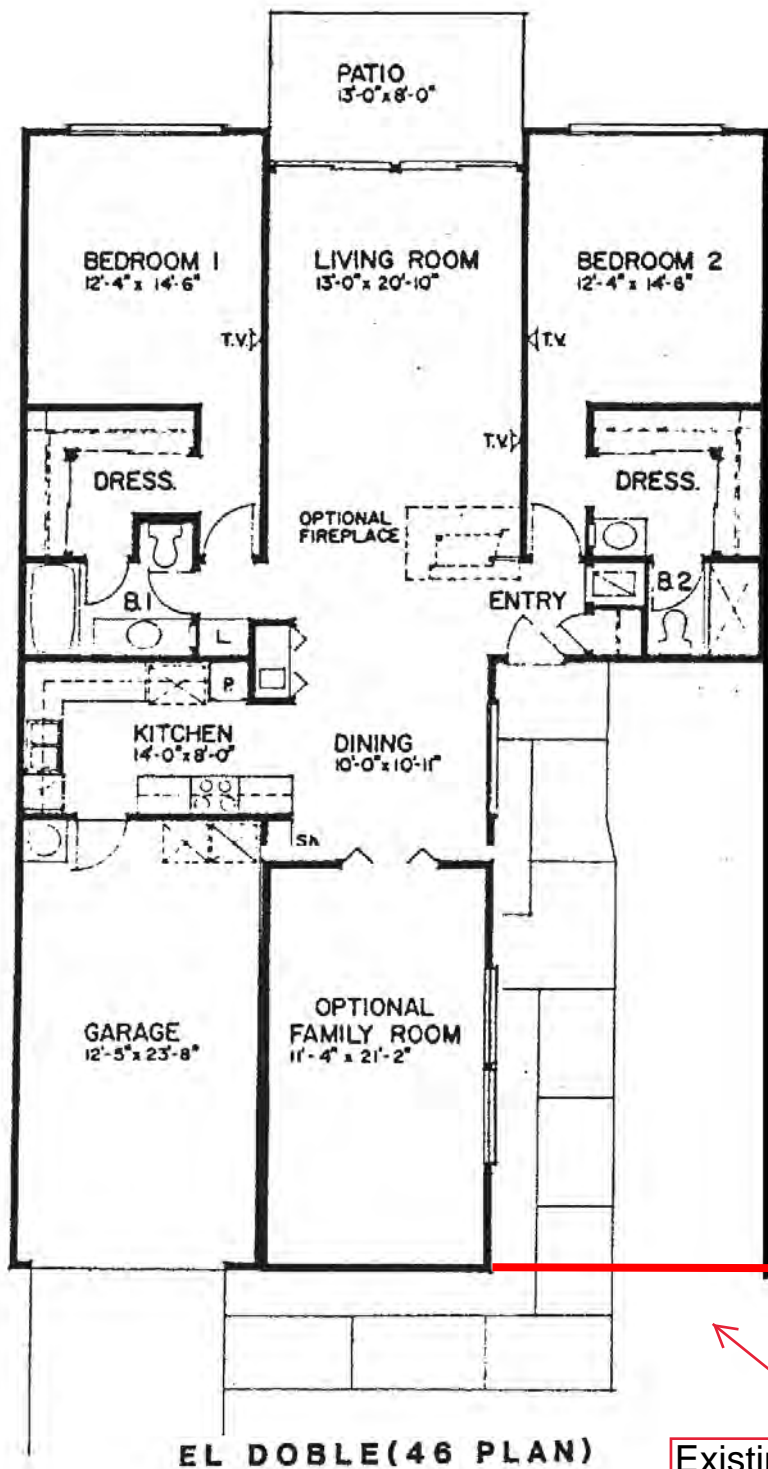 PATIO
13'-0" x 8'-0"
BEDROOM 1
12'-4" x 14'-6"
LIVING ROOM
13'-0" x 20'-10"
BEDROOM 2
12'-4" x 14'-6"
T.V.
T.V.
T.V.
DRESS.
DRESS.
OPTIONAL
FIREPLACE
B.1
ENTRY
B.2
L
P.
KITCHEN
14'-0" x 8'-0"
DINING
10'-0" x 10'-11"
Sh.
GARAGE
12'-5" x 23'-8"
OPTIONAL
FAMILY ROOM
11'-4" x 21'-2"
EL DOBLE (46 PLAN)
Existin